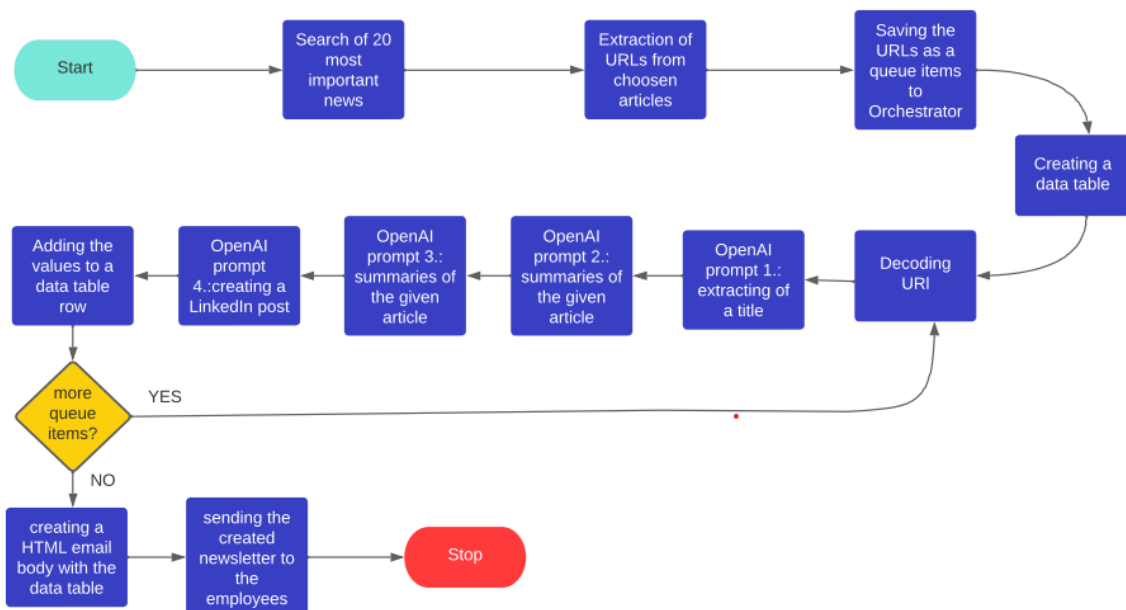 Start
Search of 20
most
important
news
Extraction of
URLs from
choosen
articles
Saving the
URLs as a
queue items
to
Orchestrator
Creating a
data table
Decoding
URl
OpenAI
prompt 1.:
extracting of
a title
OpenAI
prompt 2.:
summaries of
the given
article
OpenAI
prompt 3.:
summaries of
the given
article
OpenAI
prompt
4.:creating a
LinkedIn post
Adding the
values to a
data table
row
more
queue
items?
YES
NO
creating a
HTML email
body with the
data table
sending the
created
newsletter to
the
employees
Stop